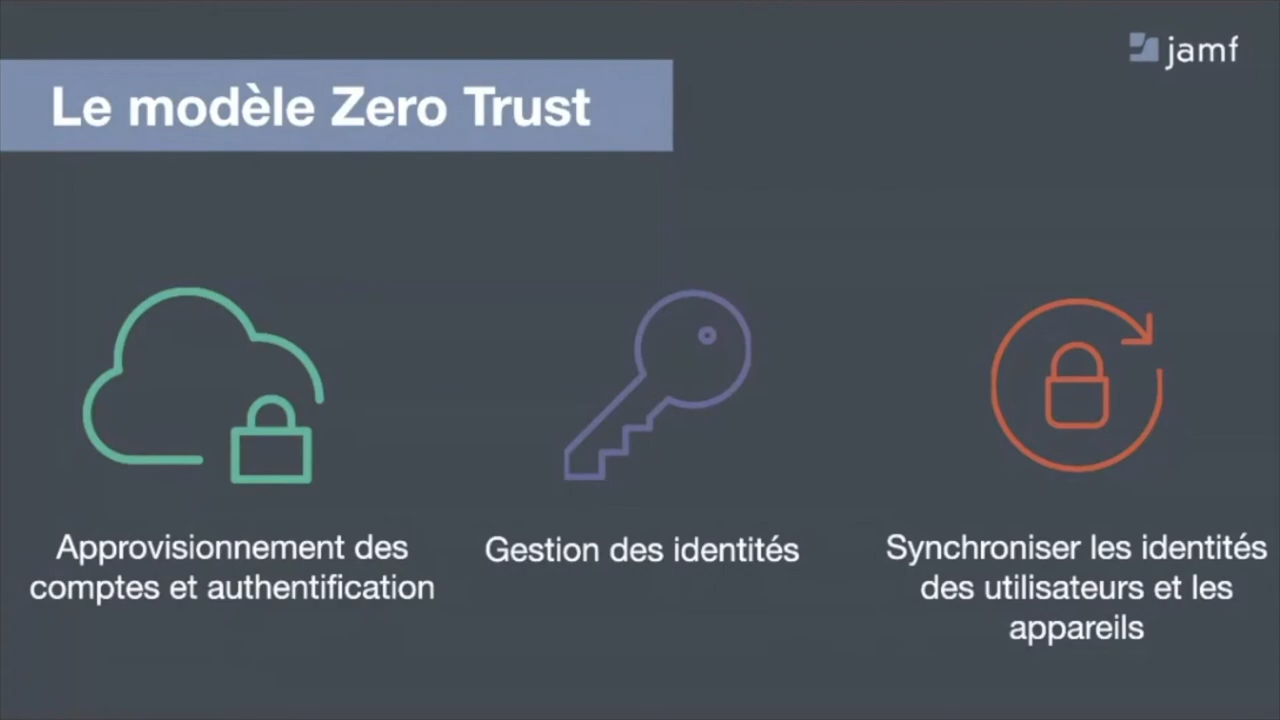 jamf
Le modèle Zero Trust
Approvisionnement des
comptes et authentification
Gestion des identités
Synchroniser les identités
des utilisateurs et les
appareils